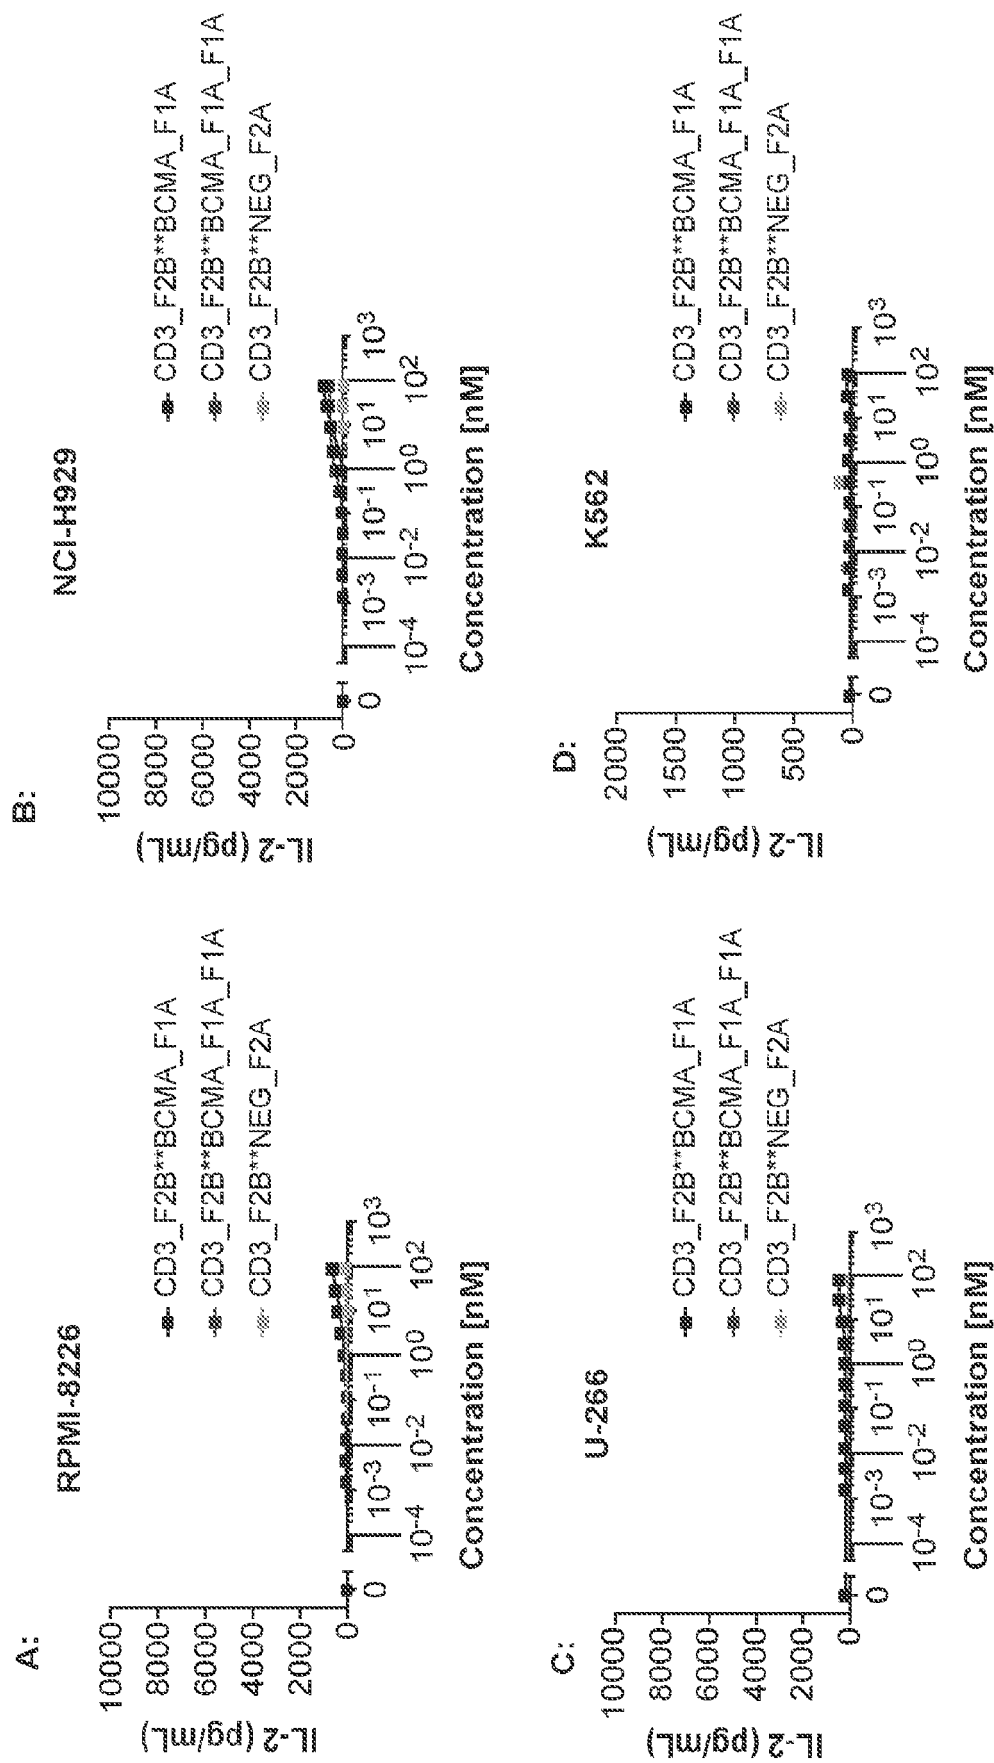 A:
RPMI-8226
IL-2 (pg/mL)
10000
8000
6000
4000
2000
0
CD3_F2B**BCMA_F1A
CD3_F2B**BCMA_F1A_F1A
CD3_F2B**NEG_F2A
0 10⁻⁴ 10⁻³ 10⁻² 10⁻¹ 10⁰ 10¹ 10² 10³
Concentration [nM]
B:
NCI-H929
IL-2 (pg/mL)
10000
8000
6000
4000
2000
0
CD3_F2B**BCMA_F1A
CD3_F2B**BCMA_F1A_F1A
CD3_F2B**NEG_F2A
0 10⁻⁴ 10⁻³ 10⁻² 10⁻¹ 10⁰ 10¹ 10² 10³
Concentration [nM]
C:
U-266
IL-2 (pg/mL)
10000
8000
6000
4000
2000
0
CD3_F2B**BCMA_F1A
CD3_F2B**BCMA_F1A_F1A
CD3_F2B**NEG_F2A
0 10⁻⁴ 10⁻³ 10⁻² 10⁻¹ 10⁰ 10¹ 10² 10³
Concentration [nM]
D:
K562
IL-2 (pg/mL)
2000
1500
1000
500
0
CD3_F2B**BCMA_F1A
CD3_F2B**BCMA_F1A_F1A
CD3_F2B**NEG_F2A
0 10⁻⁴ 10⁻³ 10⁻² 10⁻¹ 10⁰ 10¹ 10² 10³
Concentration [nM]